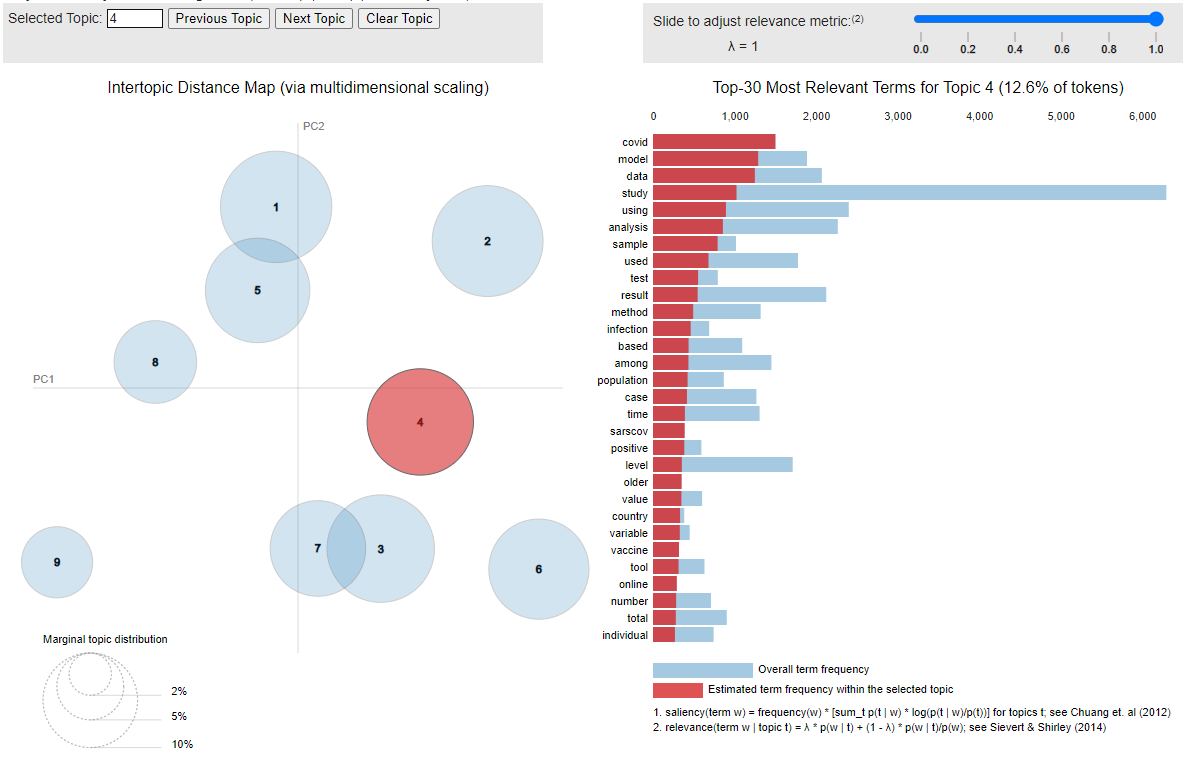 Selected Topic: 4 Previous Topic Next Topic Clear Topic
Slide to adjust relevance metric:(2)
λ = 1
0.0 0.2 0.4 0.6 0.8 1.0
Intertopic Distance Map (via multidimensional scaling)
PC2
PC1
1
2
5
8
4
7
3
6
9
Marginal topic distribution
2%
5%
10%
Top-30 Most Relevant Terms for Topic 4 (12.6% of tokens)
0 1,000 2,000 3,000 4,000 5,000 6,000
covid
model
data
study
using
analysis
sample
used
test
result
method
infection
based
among
population
case
time
sarscov
positive
level
older
value
country
variable
vaccine
tool
online
number
total
individual
Overall term frequency
Estimated term frequency within the selected topic
1. saliency(term w) = frequency(w) * [sum_t p(t | w) * log(p(t | w)/p(t))] for topics t; see Chuang et. al (2012)
2. relevance(term w | topic t) = λ * p(w | t) + (1 - λ) * p(w | t)/p(w); see Sievert & Shirley (2014)